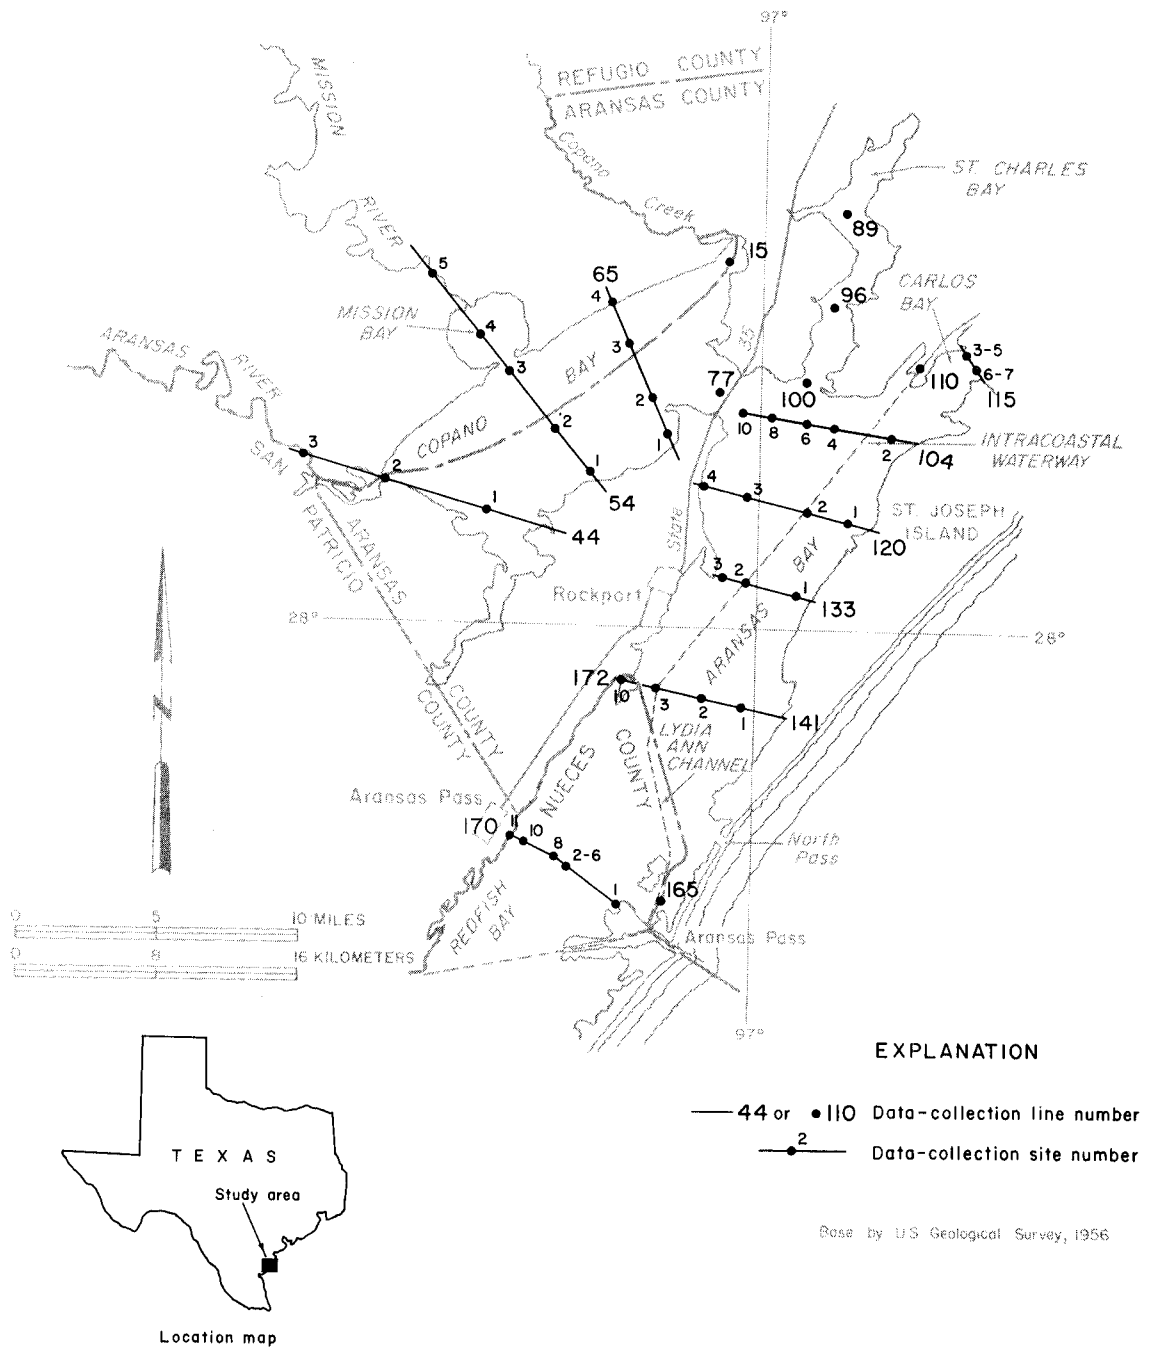 97°
MISSION
RIVER
REFUGIO COUNTY
ARANSAS COUNTY
Copano
Creek
ST. CHARLES
BAY
89
15
65
5
4
96
CARLOS
BAY
MISSION
BAY
4
35
3
BAY
3-5
ARANSAS
RIVER
3
110
6-7
77
100
115
2
10
8
6
4
2
COPANO
2
1
104
INTRACOASTAL
WATERWAY
3
SAN
PATRICIO
2
1
54
1
44
4
3
2
1
ST. JOSEPH
ISLAND
120
State
ARANSAS
BAY
3
2
1
133
Rockport
28°
28°
ARANSAS
172
10
3
2
1
141
COUNTY
COUNTY
LYDIA
ANN
CHANNEL
NUECES
COUNTY
N
Aransas Pass
170
11
10
8
2-6
1
North
Pass
165
REDFISH
BAY
Aransas Pass
0
5
10 MILES
0
8
16 KILOMETERS
97°
EXPLANATION
44 or 110 Data-collection line number
2
Data-collection site number
TEXAS
Study area
Base by U.S. Geological Survey, 1956
Location map